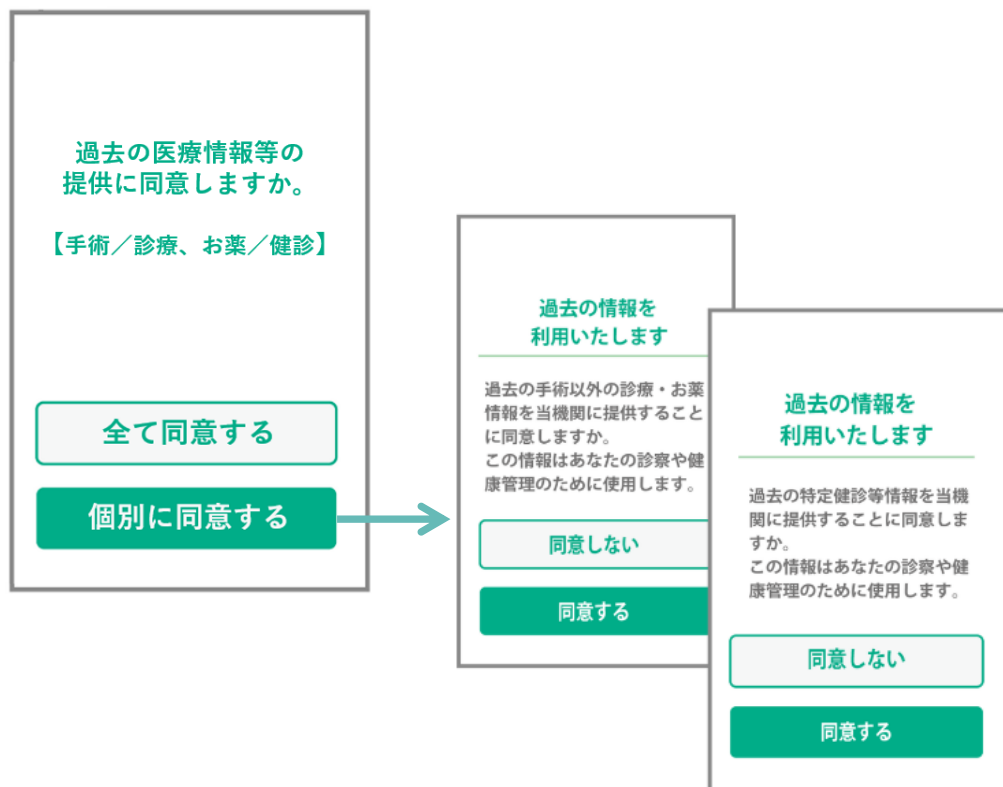 過去の医療情報等の
提供に同意しますか。
【手術／診療、お薬／健診】
全て同意する
個別に同意する
過去の情報を
利用いたします
過去の手術以外の診療・お薬
情報を当機関に提供すること
に同意しますか。
この情報はあなたの診察や健
康管理のために使用します。
同意しない
同意する
過去の情報を
利用いたします
過去の特定健診等情報を当機
関に提供することに同意しま
すか。
この情報はあなたの診察や健
康管理のために使用します。
同意しない
同意する